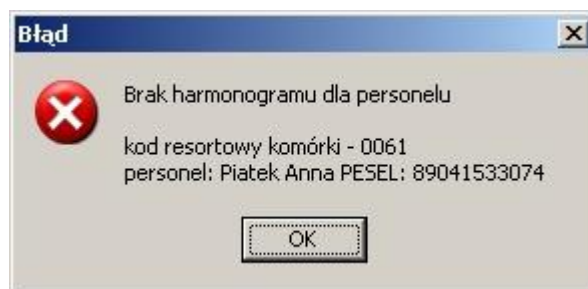 Błąd
Brak harmonogramu dla personelu
kod resortowy komórki - 0061
personel: Piatek Anna PESEL: 89041533074
OK